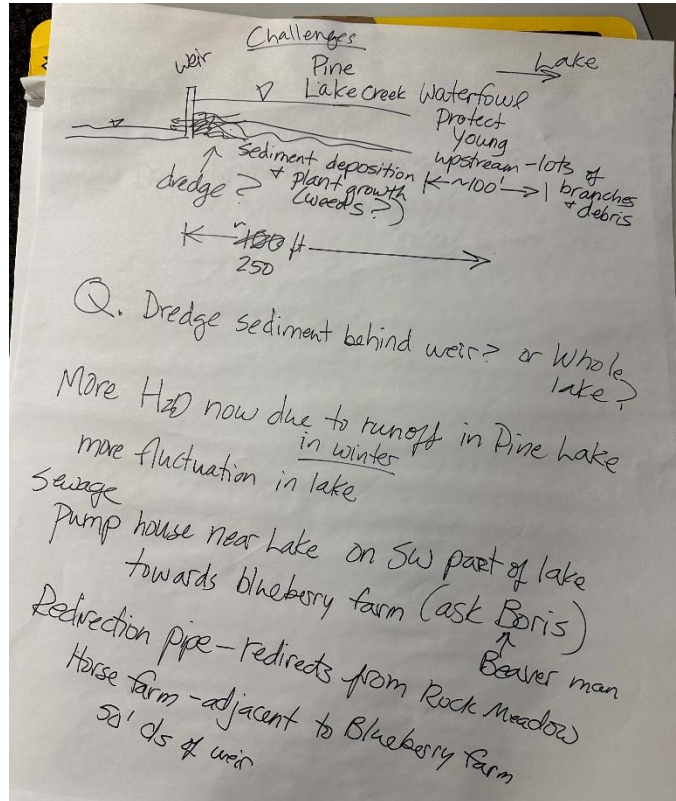 Challenges
weir
Pine
Lake Creek
Lake
Waterfowl
Protect
young
upstream - lots of
branches
+ debris
|<~100'->|
sediment deposition
+ plant growth
(weeds?)
dredge?
~100 ft
250
Q. Dredge sediment behind weir? or Whole
lake?
More H2O now due to runoff in Pine Lake
in winter
more fluctuation in lake
Sewage
Pump house near Lake on SW part of lake
towards blueberry farm (ask Boris)
Beaver man
Redirection pipe - redirects from Rock Meadow
Horse farm - adjacent to Blueberry farm
50' ds of weir